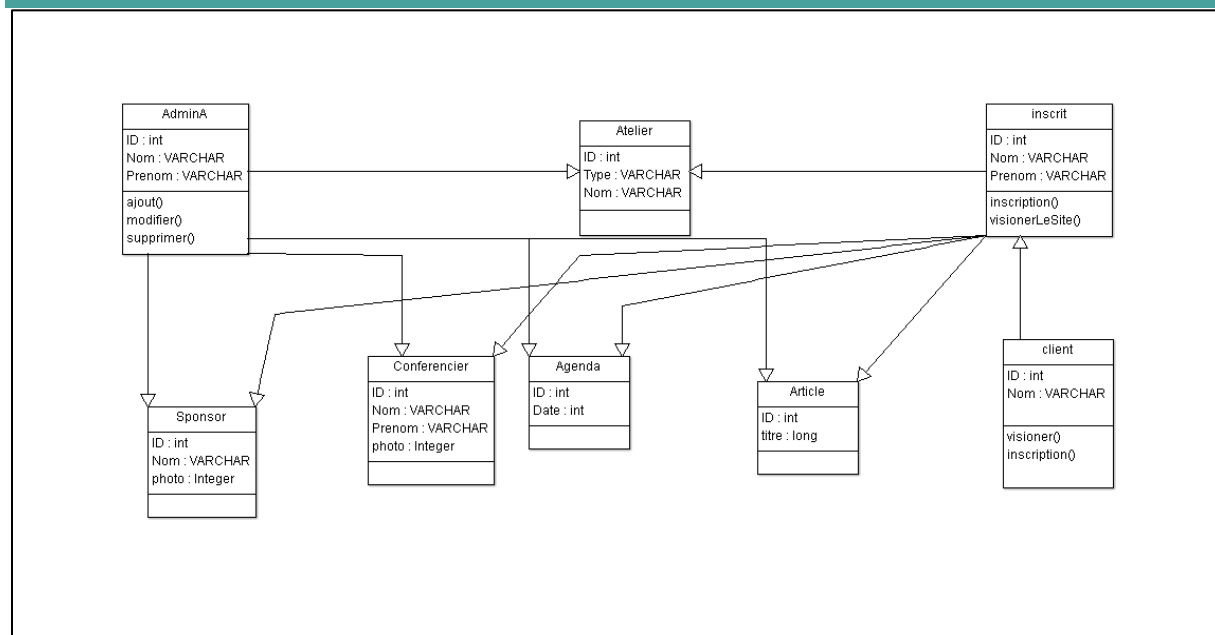 AdminA
ID : int
Nom : VARCHAR
Prenom : VARCHAR
ajout()
modifier()
supprimer()
Atelier
ID : int
Type : VARCHAR
Nom : VARCHAR
inscrit
ID : int
Nom : VARCHAR
Prenom : VARCHAR
inscription()
visionerLeSite()
Sponsor
ID : int
Nom : VARCHAR
photo : Integer
Conferencier
ID : int
Nom : VARCHAR
Prenom : VARCHAR
photo : Integer
Agenda
ID : int
Date : int
Article
ID : int
titre : long
client
ID : int
Nom : VARCHAR
visioner()
inscription()